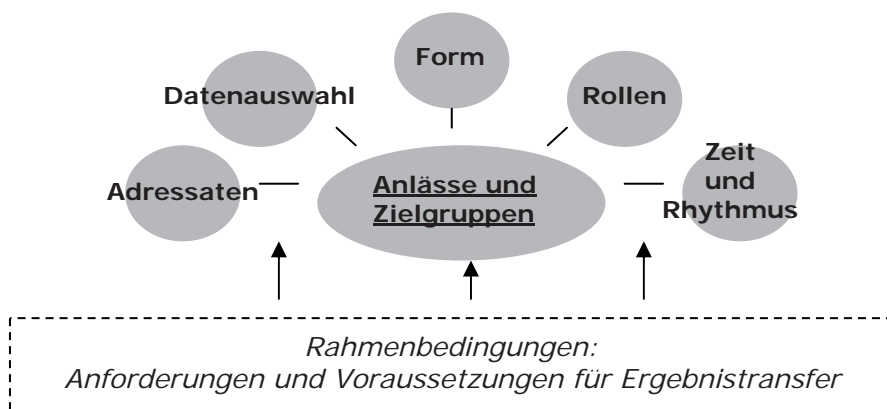 Form
Datenauswahl
Rollen
Adressaten
Anlässe und
Zielgruppen
Zeit
und
Rhythmus
Rahmenbedingungen:
Anforderungen und Voraussetzungen für Ergebnistransfer